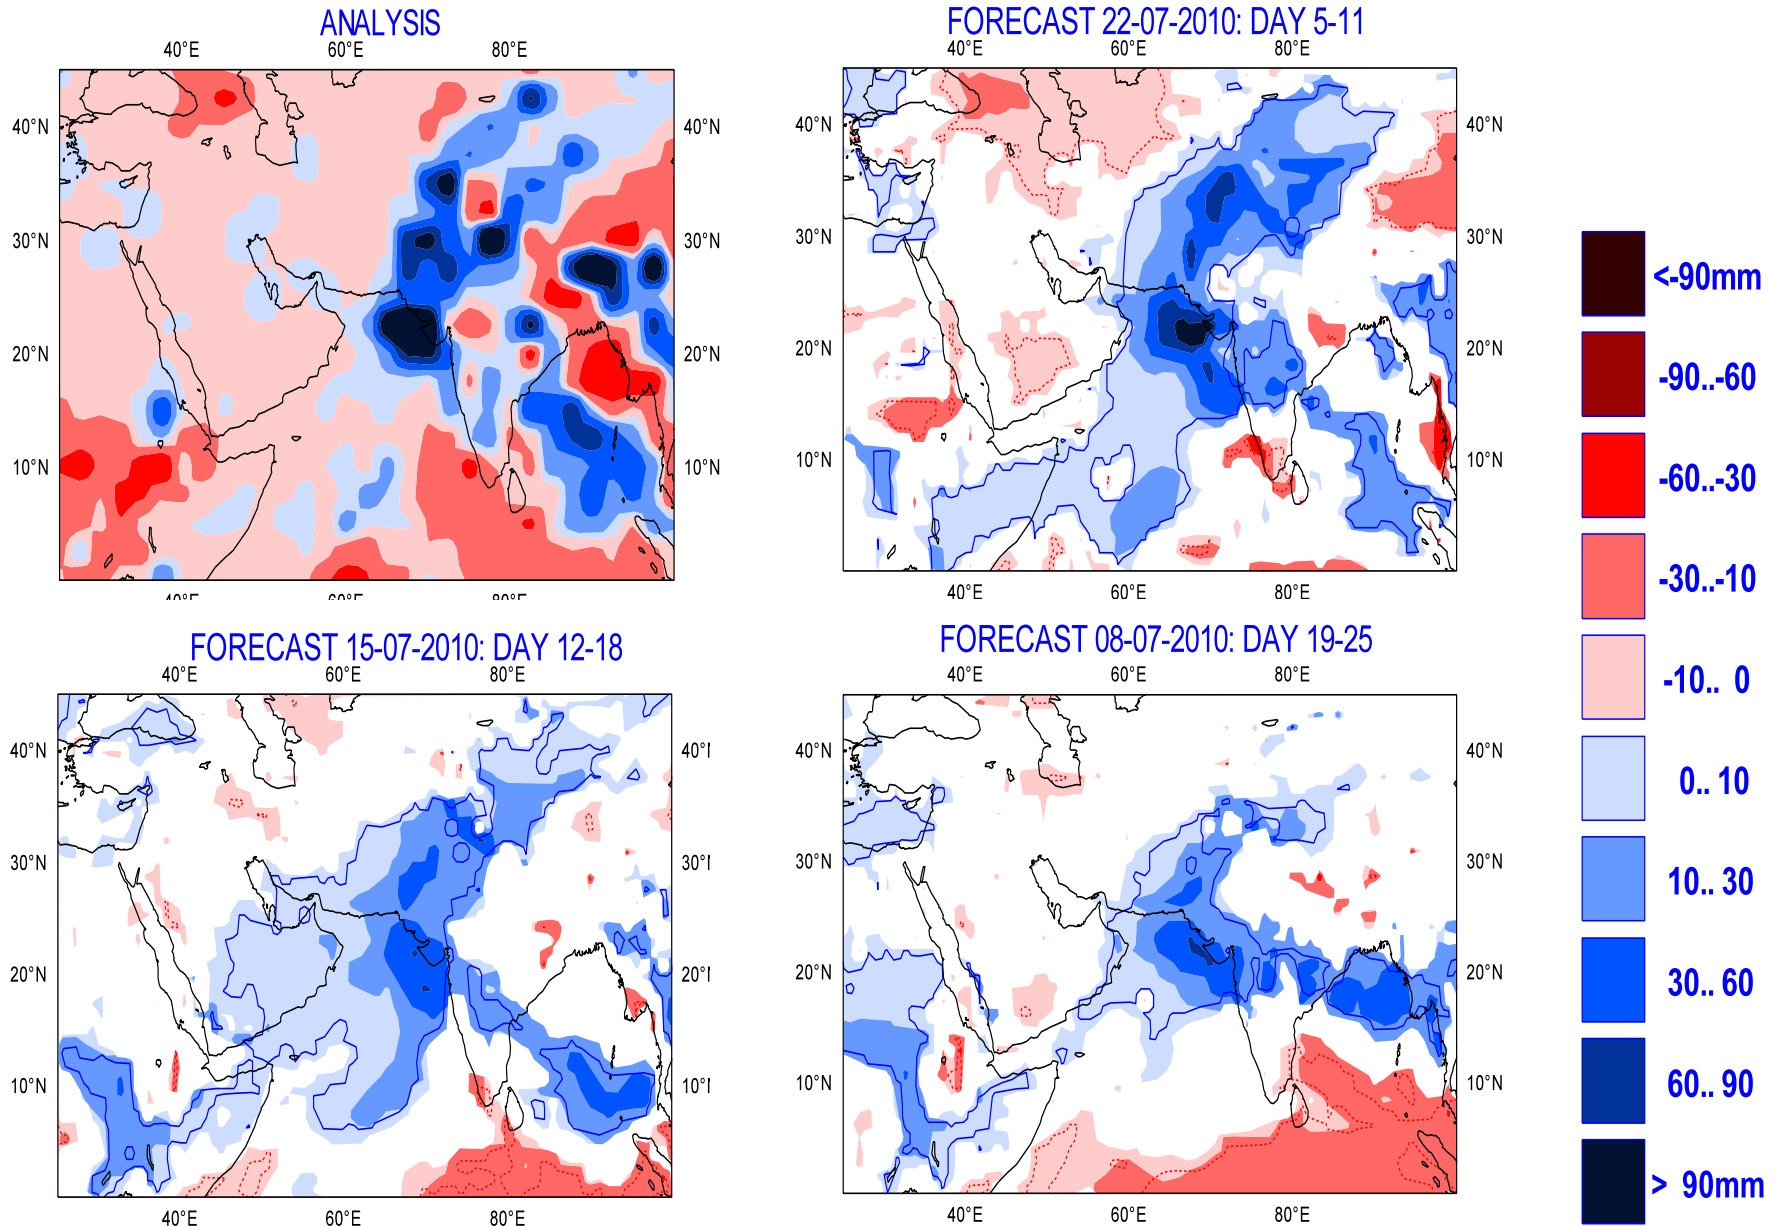 ANALYSIS
FORECAST 22-07-2010: DAY 5-11
40°E 60°E 80°E
40°E 60°E 80°E
40°N 40°N 40°N
30°N 30°N 30°N
20°N 20°N 20°N
10°N 10°N 10°N
40°E 60°E 80°E
40°E 60°E 80°E
FORECAST 15-07-2010: DAY 12-18
FORECAST 08-07-2010: DAY 19-25
40°E 60°E 80°E
40°E 60°E 80°E
40°N 40°N 40°N
30°N 30°N 30°N
20°N 20°N 20°N
10°N 10°N 10°N
40°E 60°E 80°E
40°E 60°E 80°E
<-90mm
-90..-60
-60..-30
-30..-10
-10.. 0
0.. 10
10.. 30
30.. 60
60.. 90
> 90mm